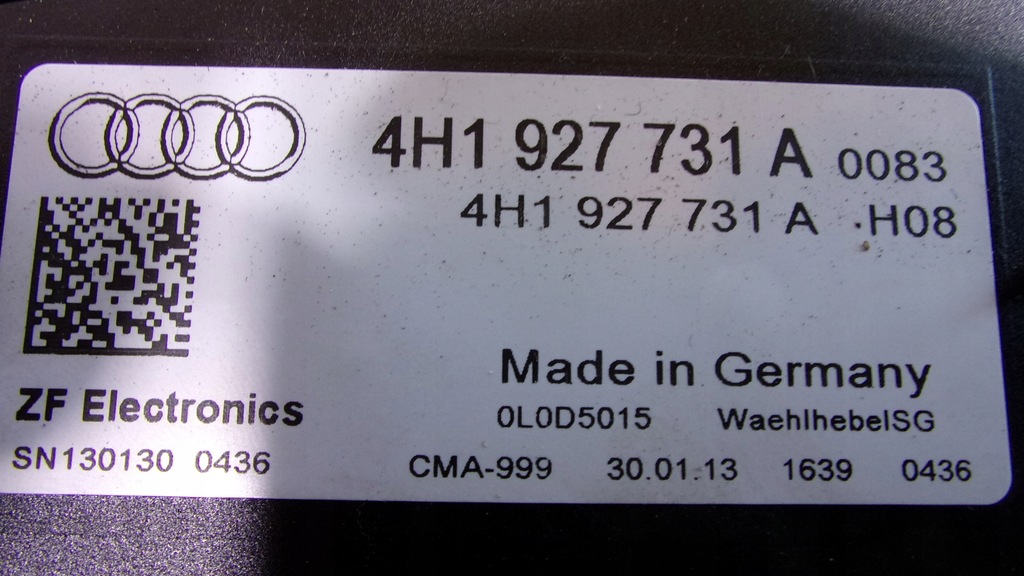 4H1 927 731 A 0083
4H1 927 731 A H08
Made in Germany
ZF Electronics
0L0D5015 WaehlhebelSG
SN130130 0436
CMA-999 30.01.13 1639 0436